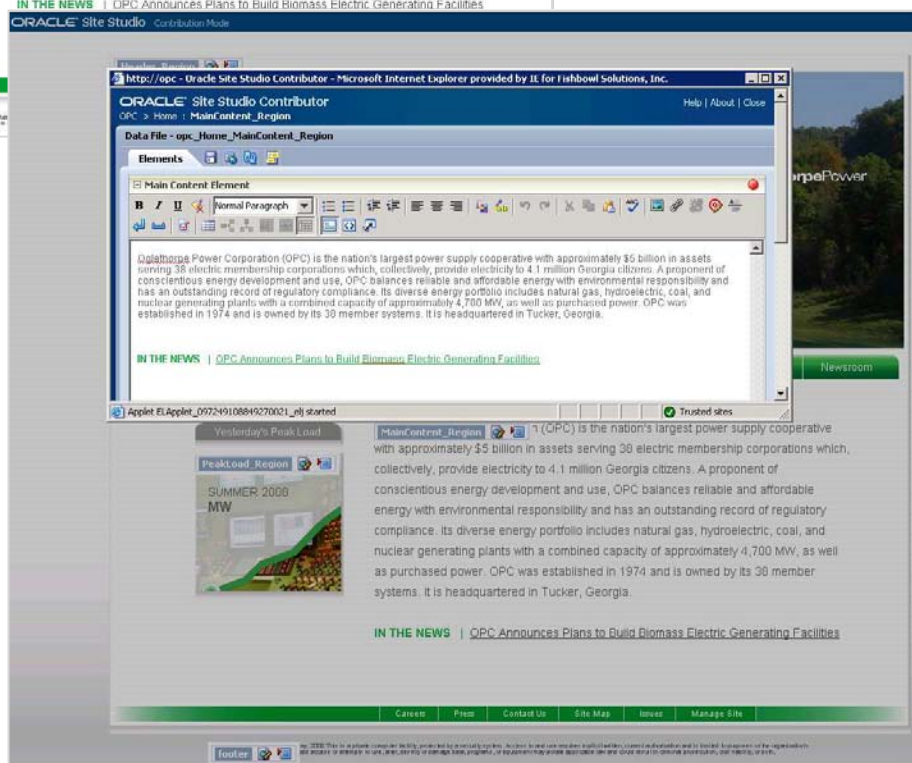 IN THE NEWS | OPC Announces Plans to Build Biomass Electric Generating Facilities
ORACLE Site Studio Contribution Mode
Header_Region
http://opc - Oracle Site Studio Contributor - Microsoft Internet Explorer provided by IE for Fishbowl Solutions, Inc.
ORACLE Site Studio Contributor
Help | About | Close
OPC > Home : MainContent_Region
Data File - opc_Home_MainContent_Region
Elements
Main Content Element
B I U Normal Paragraph
Oglethorpe Power Corporation (OPC) is the nation's largest power supply cooperative with approximately $5 billion in assets
serving 38 electric membership corporations which, collectively, provide electricity to 4.1 million Georgia citizens. A proponent of
conscientious energy development and use, OPC balances reliable and affordable energy with environmental responsibility and
has an outstanding record of regulatory compliance. Its diverse energy portfolio includes natural gas, hydroelectric, coal, and
nuclear generating plants with a combined capacity of approximately 4,700 MW, as well as purchased power. OPC was
established in 1974 and is owned by its 38 member systems. It is headquartered in Tucker, Georgia.
IN THE NEWS | OPC Announces Plans to Build Biomass Electric Generating Facilities
Applet ELApplet_097249108849270021_elj started
Trusted sites
rpePower
Newsroom
Yesterday's Peak Load
PeakLoad_Region
SUMMER 2008
MW
MainContent_Region n (OPC) is the nation's largest power supply cooperative
with approximately $5 billion in assets serving 38 electric membership corporations which,
collectively, provide electricity to 4.1 million Georgia citizens. A proponent of
conscientious energy development and use, OPC balances reliable and affordable
energy with environmental responsibility and has an outstanding record of regulatory
compliance. Its diverse energy portfolio includes natural gas, hydroelectric, coal, and
nuclear generating plants with a combined capacity of approximately 4,700 MW, as well
as purchased power. OPC was established in 1974 and is owned by its 38 member
systems. It is headquartered in Tucker, Georgia.
IN THE NEWS | OPC Announces Plans to Build Biomass Electric Generating Facilities
Careers | Press | Contact Us | Site Map | Issues | Manage Site
footer